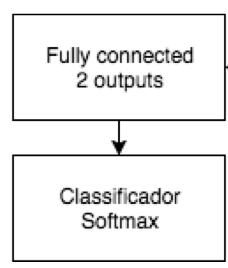 Fully connected
2 outputs
Classificador
Softmax